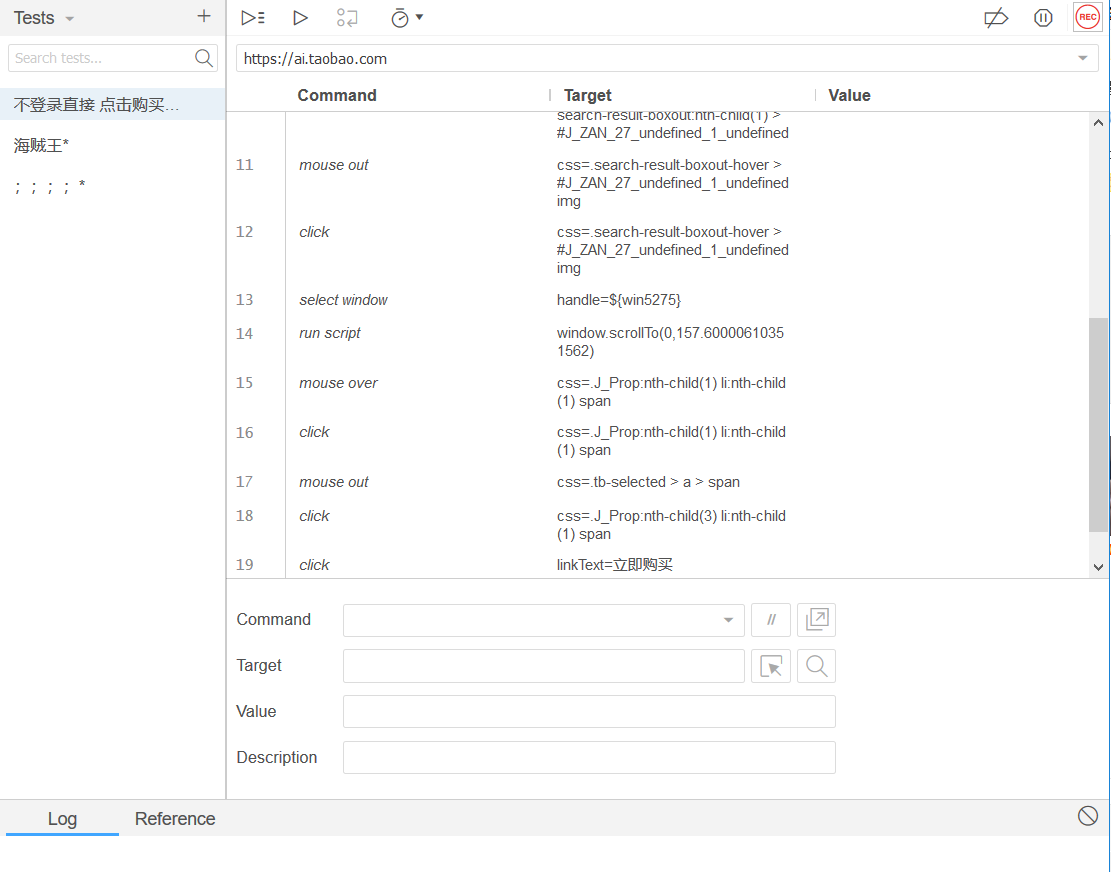 Tests
Search tests...
不登录直接 点击购买…
海贼王*
；；；；*
REC
https://ai.taobao.com
Command Target Value
search-result-boxout:nth-child(1) >
#J_ZAN_27_undefined_1_undefined
11 mouse out css=.search-result-boxout-hover >
#J_ZAN_27_undefined_1_undefined
img
12 click css=.search-result-boxout-hover >
#J_ZAN_27_undefined_1_undefined
img
13 select window handle=${win5275}
14 run script window.scrollTo(0,157.6000061035
1562)
15 mouse over css=.J_Prop:nth-child(1) li:nth-child
(1) span
16 click css=.J_Prop:nth-child(1) li:nth-child
(1) span
17 mouse out css=.tb-selected > a > span
18 click css=.J_Prop:nth-child(3) li:nth-child
(1) span
19 click linkText=立即购买
Command //
Target
Value
Description
Log Reference